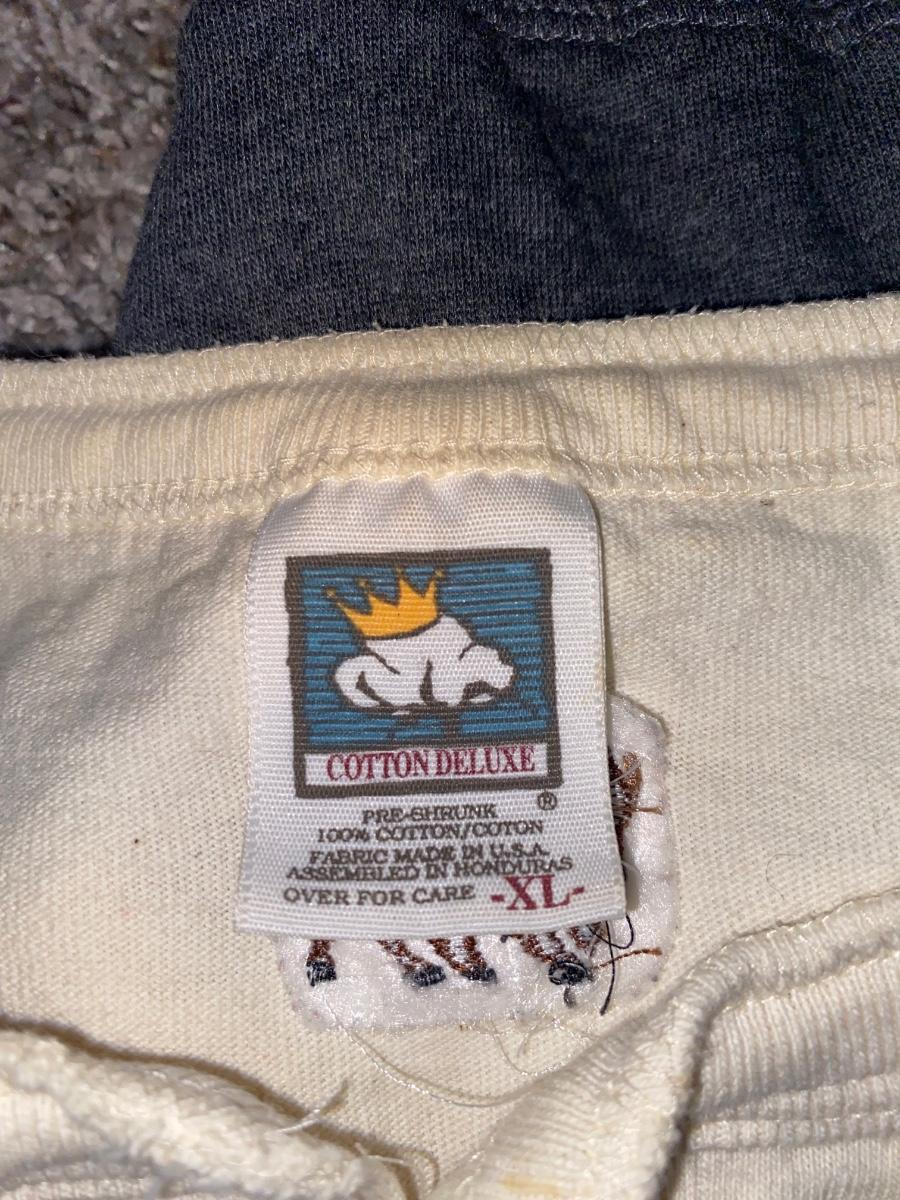 COTTON DELUXE
®
PRE-SHRUNK
100% COTTON/COTON
FABRIC MADE IN U.S.A.
ASSEMBLED IN HONDURAS
OVER FOR CARE -XL-